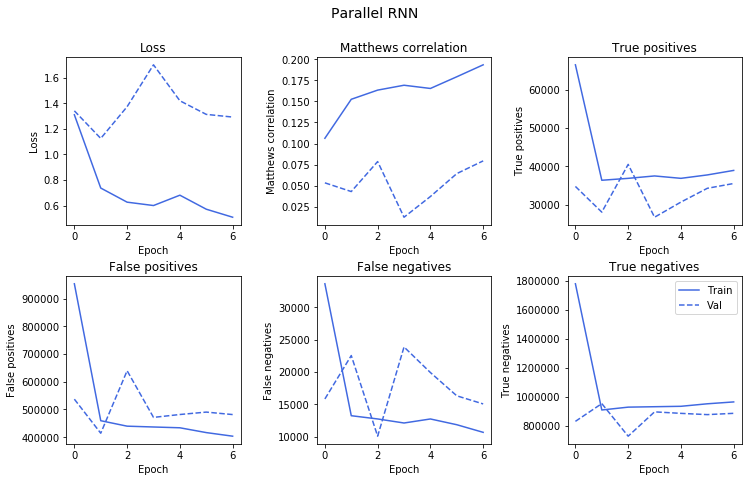 Parallel RNN
Loss
Loss
1.6
1.4
1.2
1.0
0.8
0.6
0 2 4 6
Epoch
Matthews correlation
Matthews correlation
0.200
0.175
0.150
0.125
0.100
0.075
0.050
0.025
0 2 4 6
Epoch
True positives
True positives
60000
50000
40000
30000
0 2 4 6
Epoch
False positives
False positives
900000
800000
700000
600000
500000
400000
0 2 4 6
Epoch
False negatives
False negatives
30000
25000
20000
15000
10000
0 2 4 6
Epoch
True negatives
True negatives
1800000
1600000
1400000
1200000
1000000
800000
0 2 4 6
Epoch
Train
Val